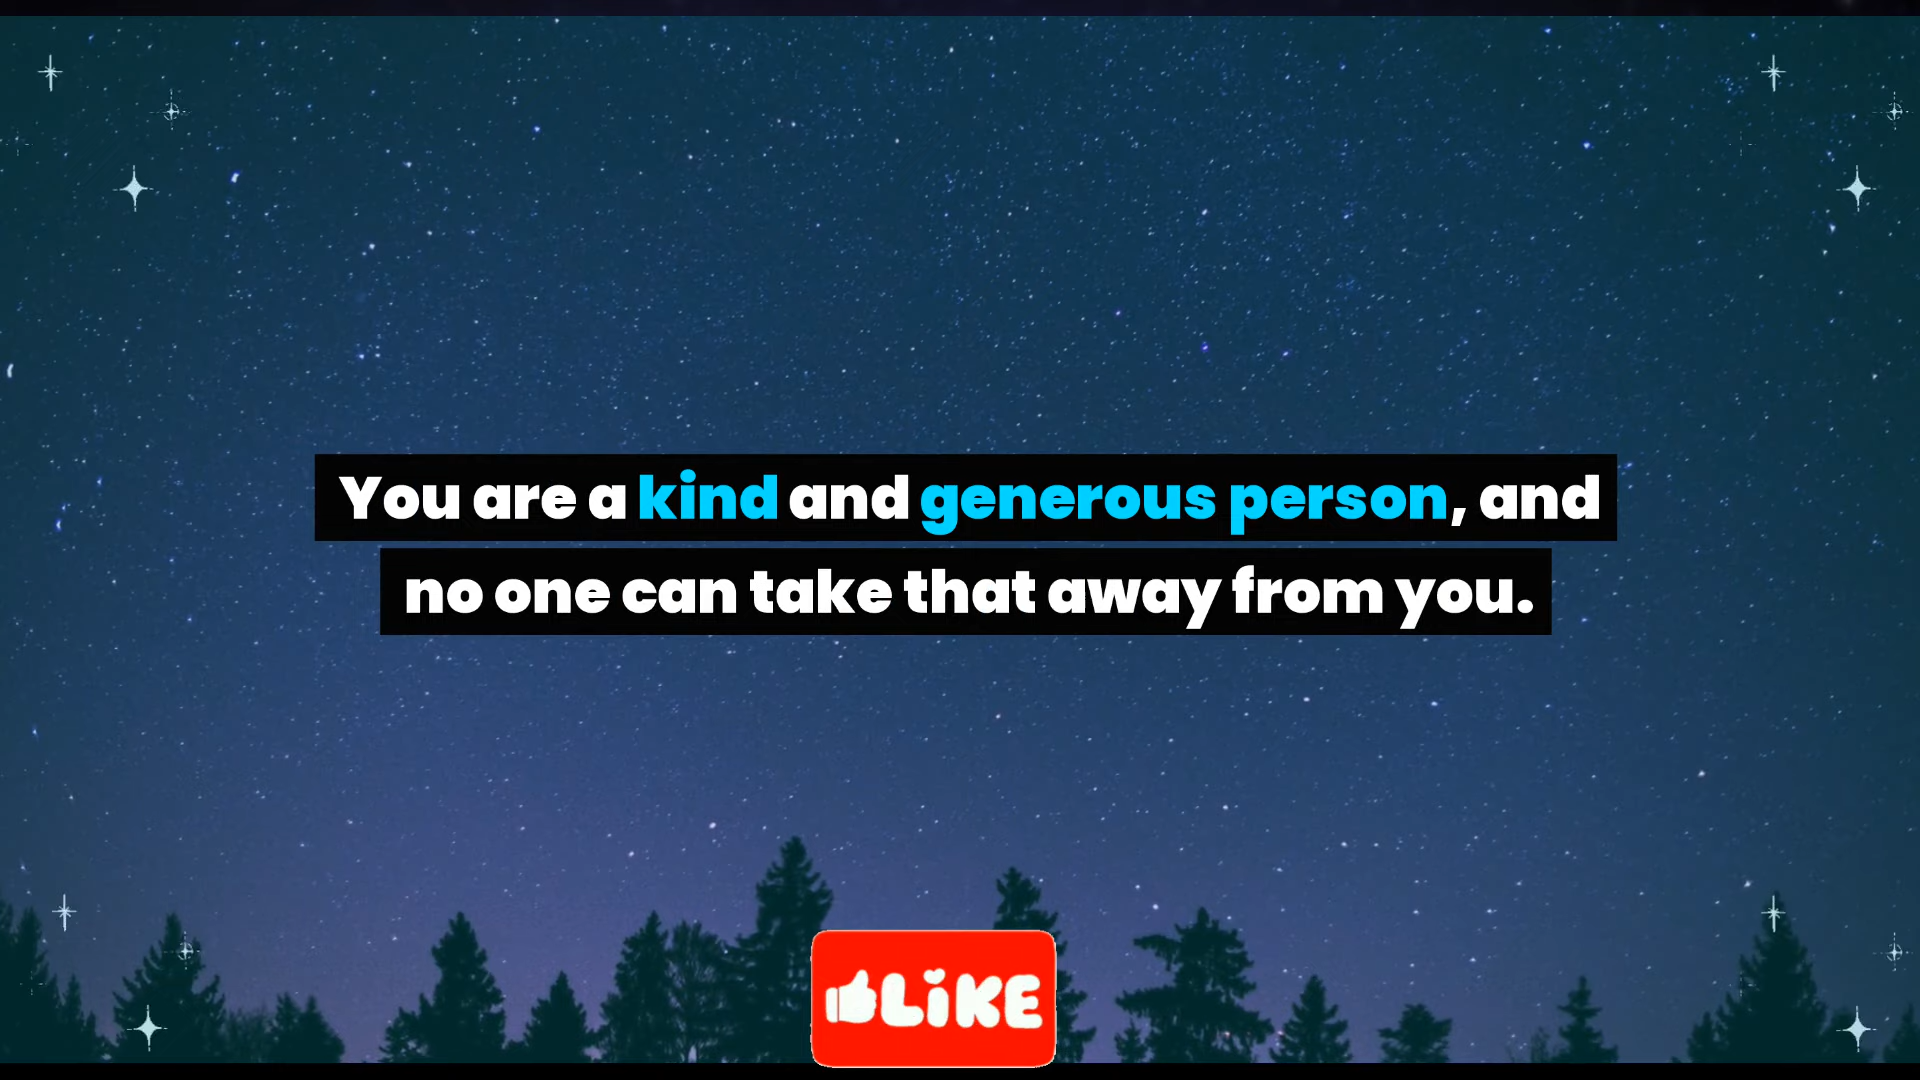 You are a kind and generous person, and
no one can take that away from you.
LiKE